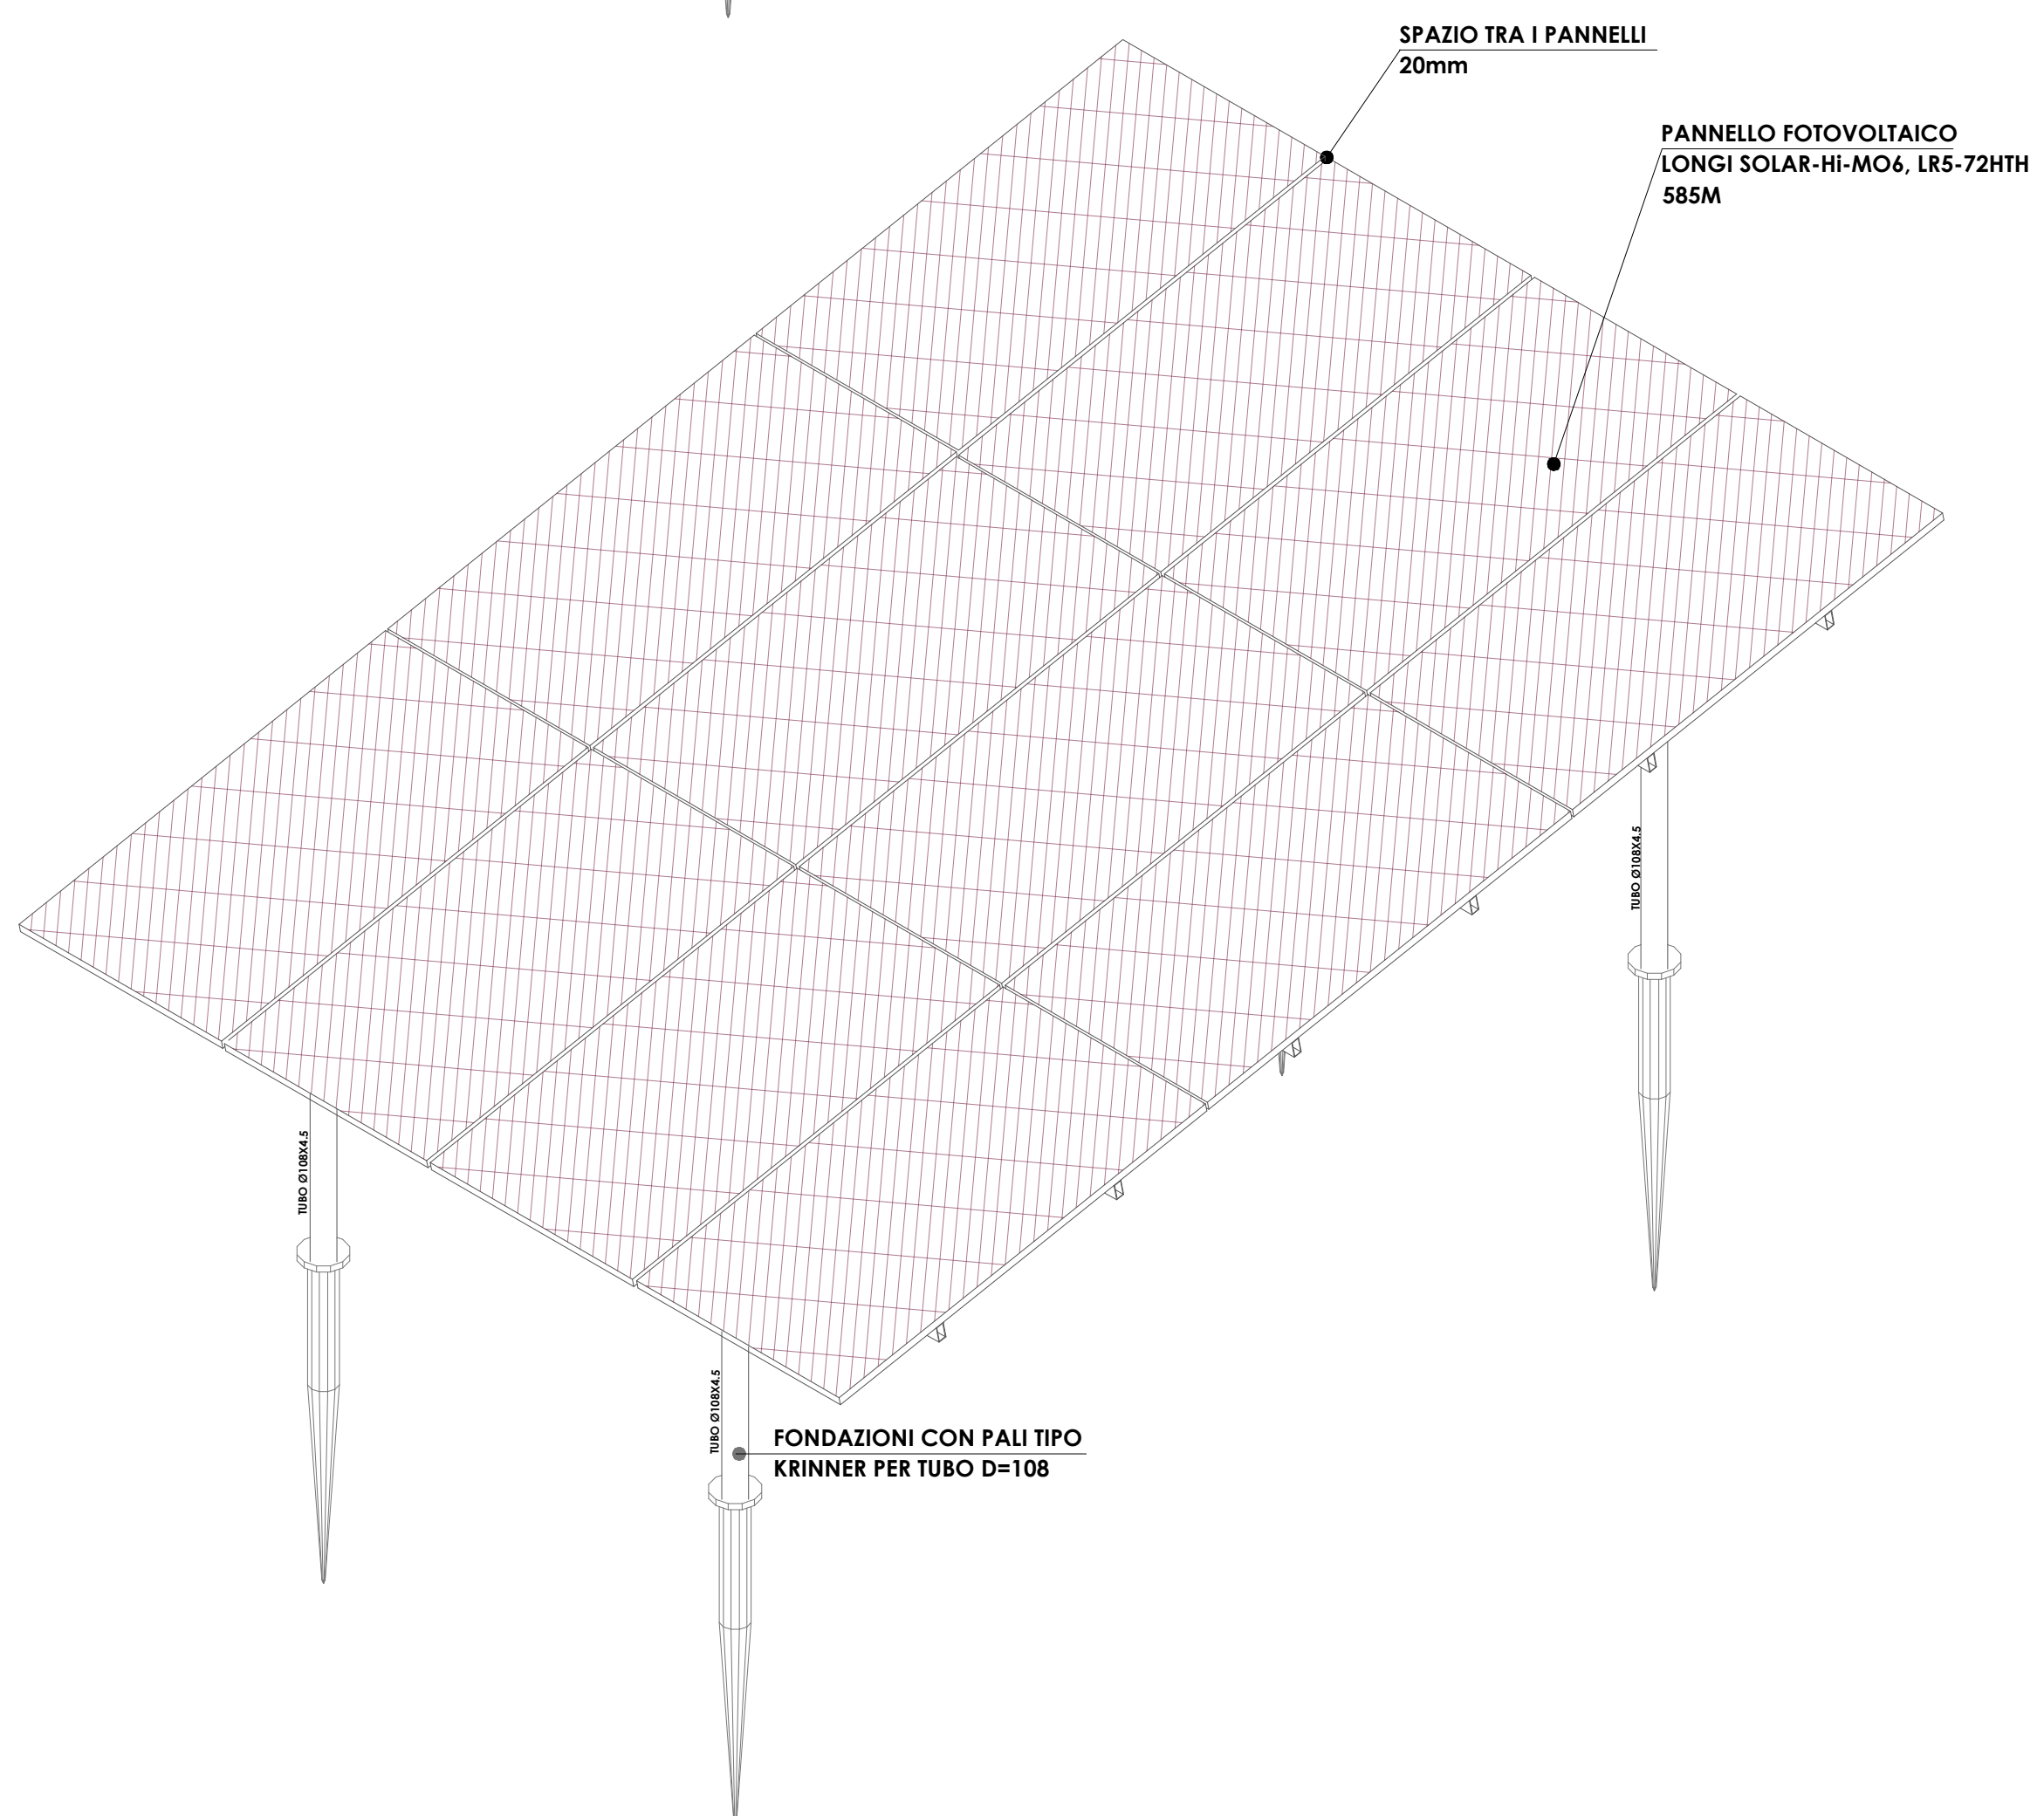 SPAZIO TRA I PANNELLI
20mm
PANNELLO FOTOVOLTAICO
LONGI SOLAR-Hi-MO6, LR5-72HTH
585M
TUBO Ø108X4.5
TUBO Ø108X4.5
TUBO Ø108X4.5
FONDAZIONI CON PALI TIPO
KRINNER PER TUBO D=108